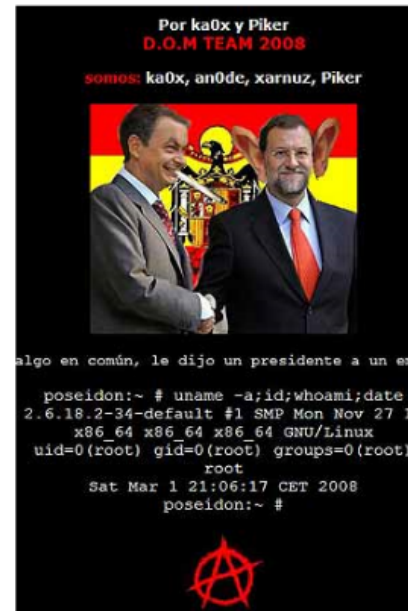 Por ka0x y Piker
D.O.M TEAM 2008
somos: ka0x, an0de, xarnuz, Piker
algo en común, le dijo un presidente a un
poseidon:~ # uname -a;id;whoami;date
2.6.18.2-34-default #1 SMP Mon Nov 27
x86_64 x86_64 x86_64 GNU/Linux
uid=0(root) gid=0(root) groups=0(root)
root
Sat Mar 1 21:06:17 CET 2008
poseidon:~ #